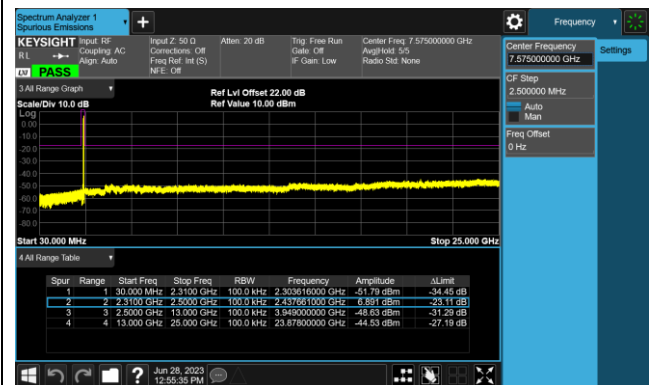 Spectrum Analyzer 1
Spurious Emissions
Frequency
KEYSIGHT Input: RF
RL Coupling: AC
Align: Auto
LXI PASS
Input Z: 50 Ω
Corrections: Off
Freq Ref: Int (S)
NFE: Off
Atten: 20 dB
Trig: Free Run
Gate: Off
IF Gain: Low
Center Freq: 7.575000000 GHz
Avg|Hold: 5/5
Radio Std: None
Center Frequency
7.575000000 GHz
Settings
CF Step
2.500000 MHz
Auto
Man
Freq Offset
0 Hz
3 All Range Graph
Scale/Div 10.0 dB
Ref Lvl Offset 22.00 dB
Ref Value 10.00 dBm
Log
0.00
-10.0
-20.0
-30.0
-40.0
-50.0
-60.0
-70.0
-80.0
Start 30.000 MHz
Stop 25.000 GHz
4 All Range Table
Spur Range Start Freq Stop Freq RBW Frequency Amplitude ΔLimit
1 1 30.000 MHz 2.3100 GHz 100.0 kHz 2.303616000 GHz -51.79 dBm -34.45 dB
2 2 2.3100 GHz 2.5000 GHz 100.0 kHz 2.437661000 GHz 6.891 dBm -23.11 dB
3 3 2.5000 GHz 13.000 GHz 100.0 kHz 3.949000000 GHz -48.63 dBm -31.29 dB
4 4 13.000 GHz 25.000 GHz 100.0 kHz 23.87800000 GHz -44.53 dBm -27.19 dB
?
Jun 28, 2023
12:55:35 PM